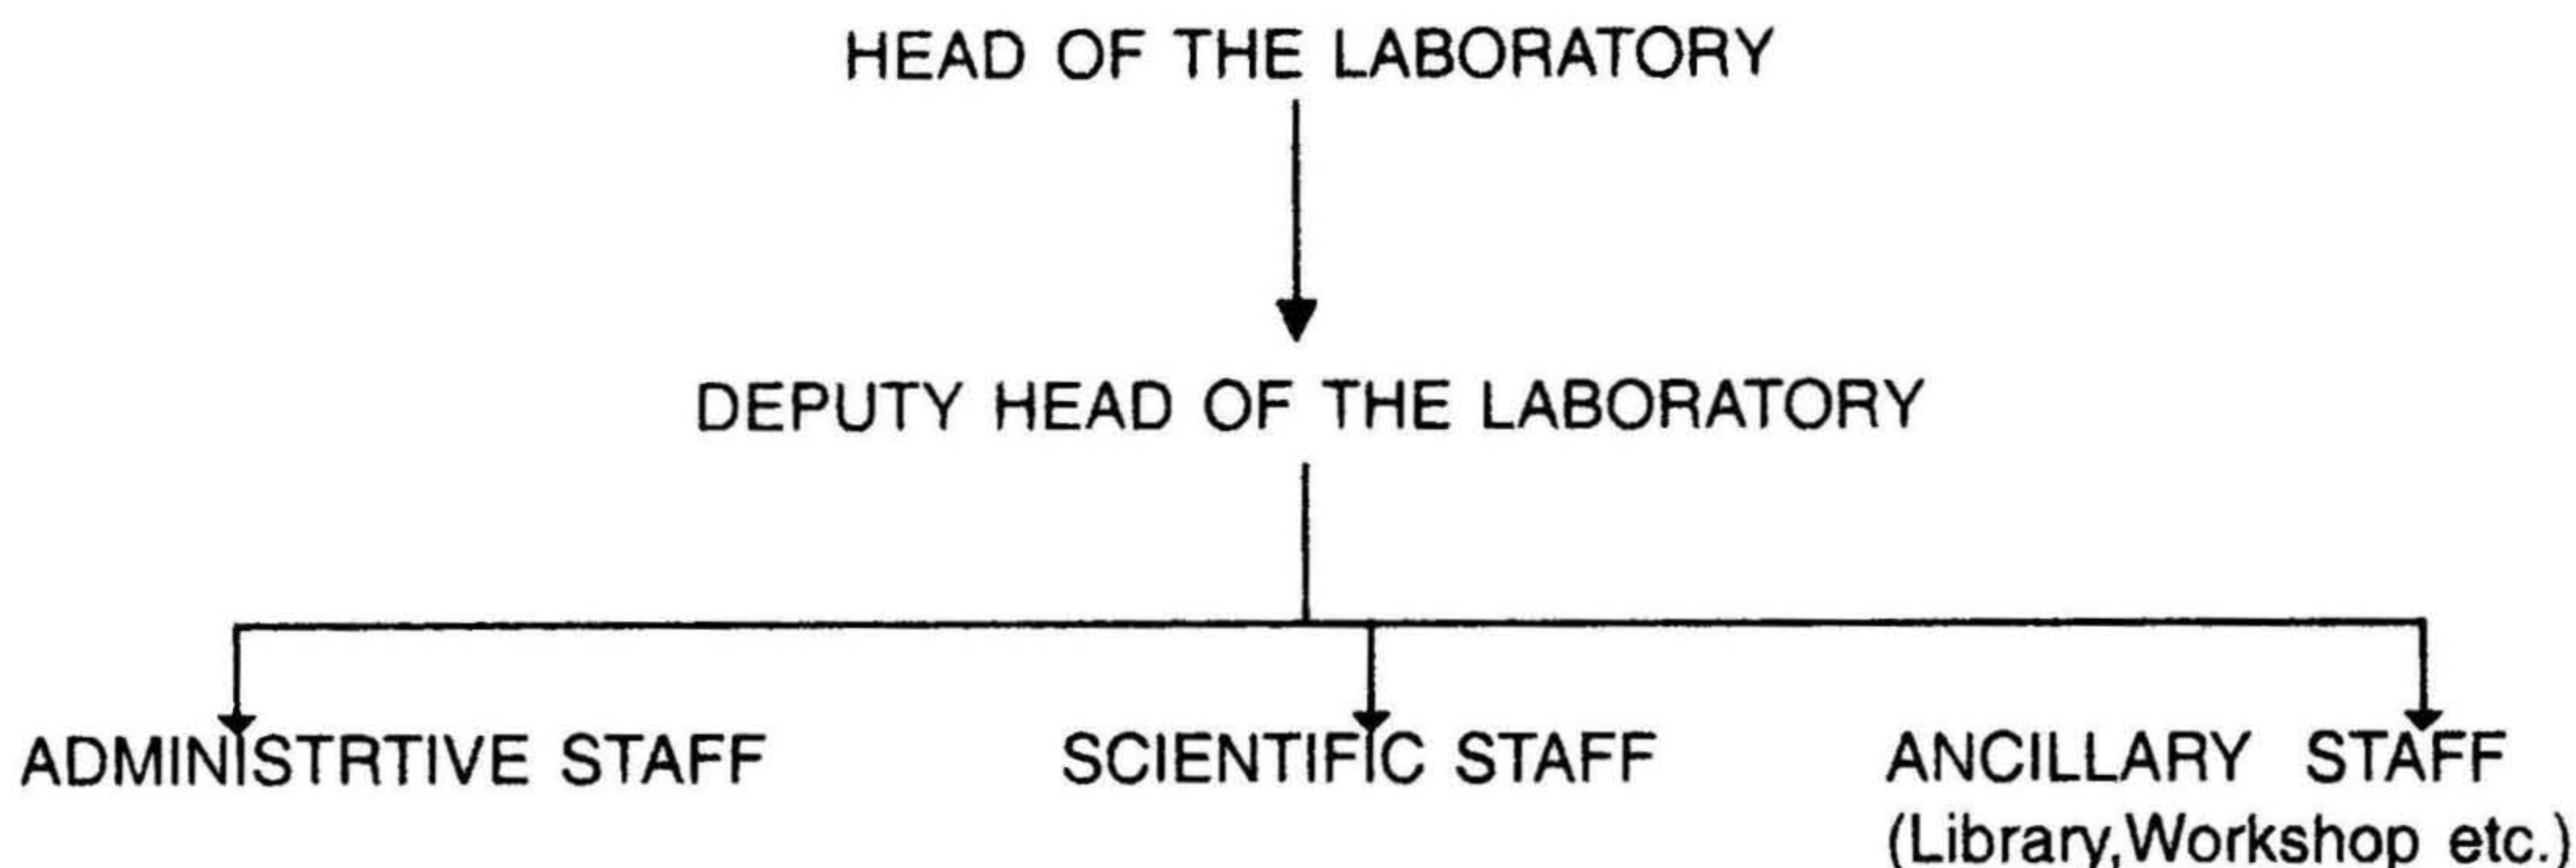 HEAD OF THE LABORATORY
DEPUTY HEAD OF THE LABORATORY
ADMINISTRTIVE STAFF
SCIENTIFIC STAFF
ANCILLARY STAFF
(Library,Workshop etc.)